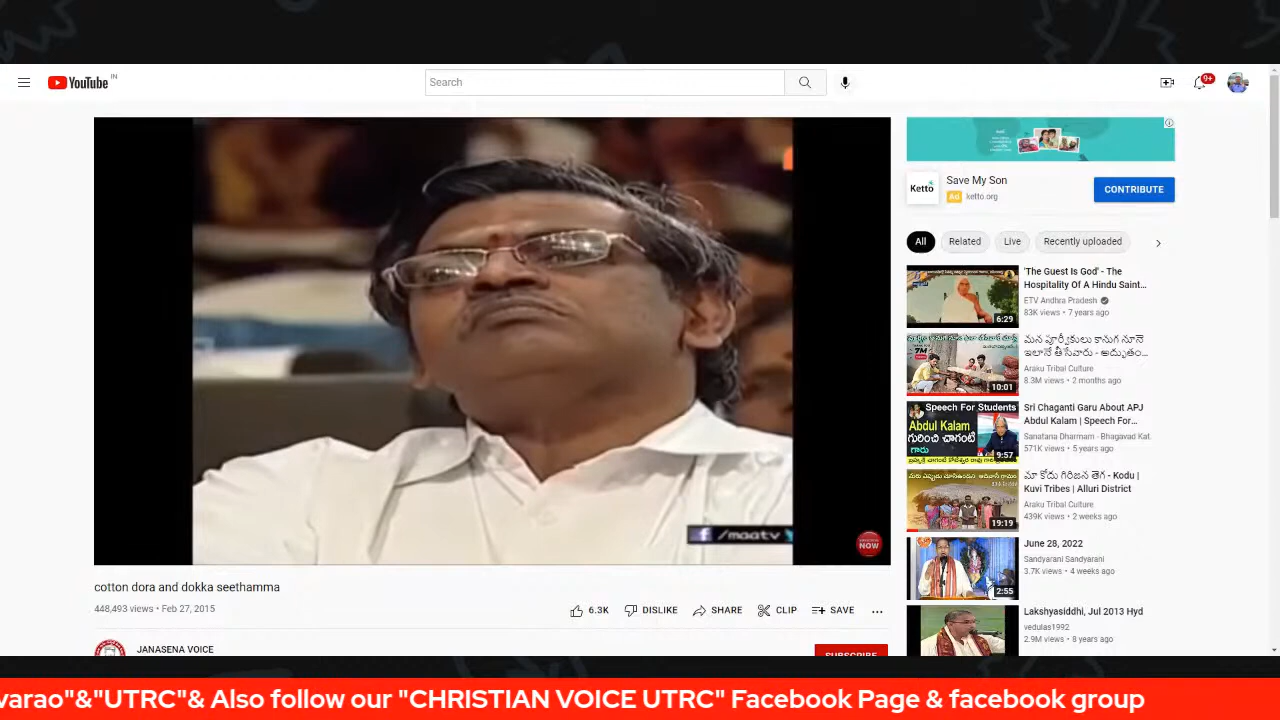 YouTube IN
Search
9+
Ketto
Save My Son
Ad ketto.org
CONTRIBUTE
All Related Live Recently uploaded
'The Guest Is God' - The
Hospitality Of A Hindu Saint...
ETV Andhra Pradesh
83K views • 7 years ago
6:29
మన పూర్వీకులు కానుగ నూనె
ఇలానే తీసేవారు - అద్భుతం...
Araku Tribal Culture
8.3M views • 2 months ago
10:01
Speech For Students
Abdul Kalam
గురించి చాగంటి
గారు
9:57
Sri Chaganti Garu About APJ
Abdul Kalam | Speech For...
Sanatana Dharmam - Bhagavad Kat.
571K views • 5 years ago
మా కోదు గిరిజన తెగ - Kodu |
Kuvi Tribes | Alluri District
Araku Tribal Culture
439K views • 2 weeks ago
19:19
June 28, 2022
Sandyarani Sandyarani
3.7K views • 4 weeks ago
2:55
Lakshyasiddhi, Jul 2013 Hyd
vedulas1992
2.9M views • 8 years ago
/maatv
NOW
cotton dora and dokka seethamma
448,493 views • Feb 27, 2015
6.3K DISLIKE SHARE CLIP SAVE ...
JANASENA VOICE
SUBSCRIBE
varao"&"UTRC"& Also follow our "CHRISTIAN VOICE UTRC" Facebook Page & facebook group